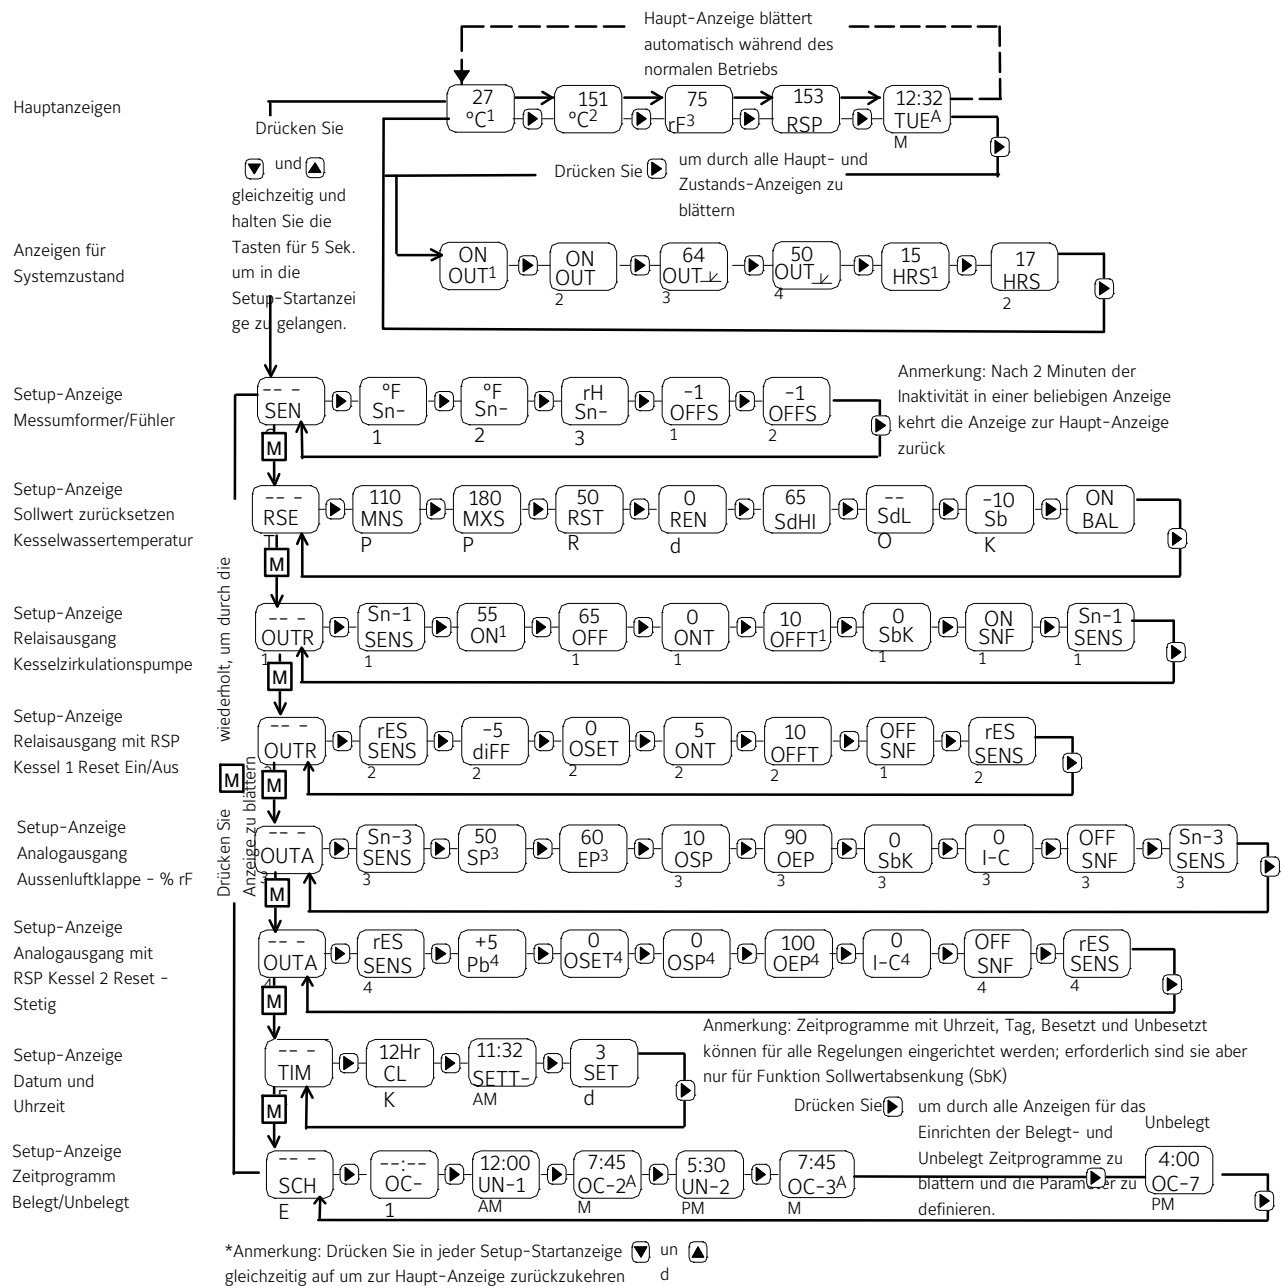 Haupt-Anzeige blättert
automatisch während des
normalen Betriebs
Hauptanzeigen
27
°C1
151
°C2
75
rF3
153
RSP
12:32
TUEA
M
Drücken Sie
und
gleichzeitig und
halten Sie die
Tasten für 5 Sek.
um in die
Setup-Startanzei
ge zu gelangen.
Drücken Sie
um durch alle Haupt- und
Zustands-Anzeigen zu
blättern
Anzeigen für
Systemzustand
ON
OUT1
ON
OUT
2
64
OUT
3
50
OUT
4
15
HRS1
17
HRS
2
Setup-Anzeige
Messumformer/Fühler
-- -
SEN
°F
Sn-
1
°F
Sn-
2
rH
Sn-
3
-1
OFFS
1
-1
OFFS
2
Anmerkung: Nach 2 Minuten der
Inaktivität in einer beliebigen Anzeige
kehrt die Anzeige zur Haupt-Anzeige
zurück
M
Setup-Anzeige
Sollwert zurücksetzen
Kesselwassertemperatur
-- -
RSE
T
110
MNS
P
180
MXS
P
50
RST
R
0
REN
d
65
SdHI
--
SdL
O
-10
Sb
K
ON
BAL
M
Setup-Anzeige
Relaisausgang
Kesselzirkulationspumpe
-- -
OUTR
1
Sn-1
SENS
1
55
ON1
65
OFF
1
0
ONT
1
10
OFFT1
0
SbK
1
ON
SNF
1
Sn-1
SENS
1
M
Setup-Anzeige
Relaisausgang mit RSP
Kessel 1 Reset Ein/Aus
-- -
OUTR
rES
SENS
2
-5
diFF
2
0
OSET
2
5
ONT
2
10
OFFT
2
OFF
SNF
1
rES
SENS
2
M
Drücken Sie
M
wiederholt, um durch die
Anzeige zu blättern
Setup-Anzeige
Analogausgang
Aussenluftklappe - % rF
-- -
OUTA
3
Sn-3
SENS
3
50
SP3
60
EP3
10
OSP
3
90
OEP
3
0
SbK
3
0
I-C
3
OFF
SNF
3
Sn-3
SENS
3
M
Setup-Anzeige
Analogausgang mit
RSP Kessel 2 Reset -
Stetig
-- -
OUTA
4
rES
SENS
4
+5
Pb4
0
OSET4
0
OSP4
100
OEP4
0
I-C4
OFF
SNF
4
rES
SENS
4
M
Anmerkung: Zeitprogramme mit Uhrzeit, Tag, Besetzt und Unbesetzt
können für alle Regelungen eingerichtet werden; erforderlich sind sie aber
nur für Funktion Sollwertabsenkung (SbK)
Setup-Anzeige
Datum und
Uhrzeit
-- -
TIM
12Hr
CL
K
11:32
SETT-
AM
3
SET
d
M
Drücken Sie
um durch alle Anzeigen für das
Einrichten der Belegt- und
Unbelegt Zeitprogramme zu
blättern und die Parameter zu
definieren.
Unbelegt
Setup-Anzeige
Zeitprogramm
Belegt/Unbelegt
-- -
SCH
E
--:--
OC-
1
12:00
UN-1
AM
7:45
OC-2A
M
5:30
UN-2
PM
7:45
OC-3A
M
4:00
OC-7
PM
*Anmerkung: Drücken Sie in jeder Setup-Startanzeige
un
d
gleichzeitig auf um zur Haupt-Anzeige zurückzukehren